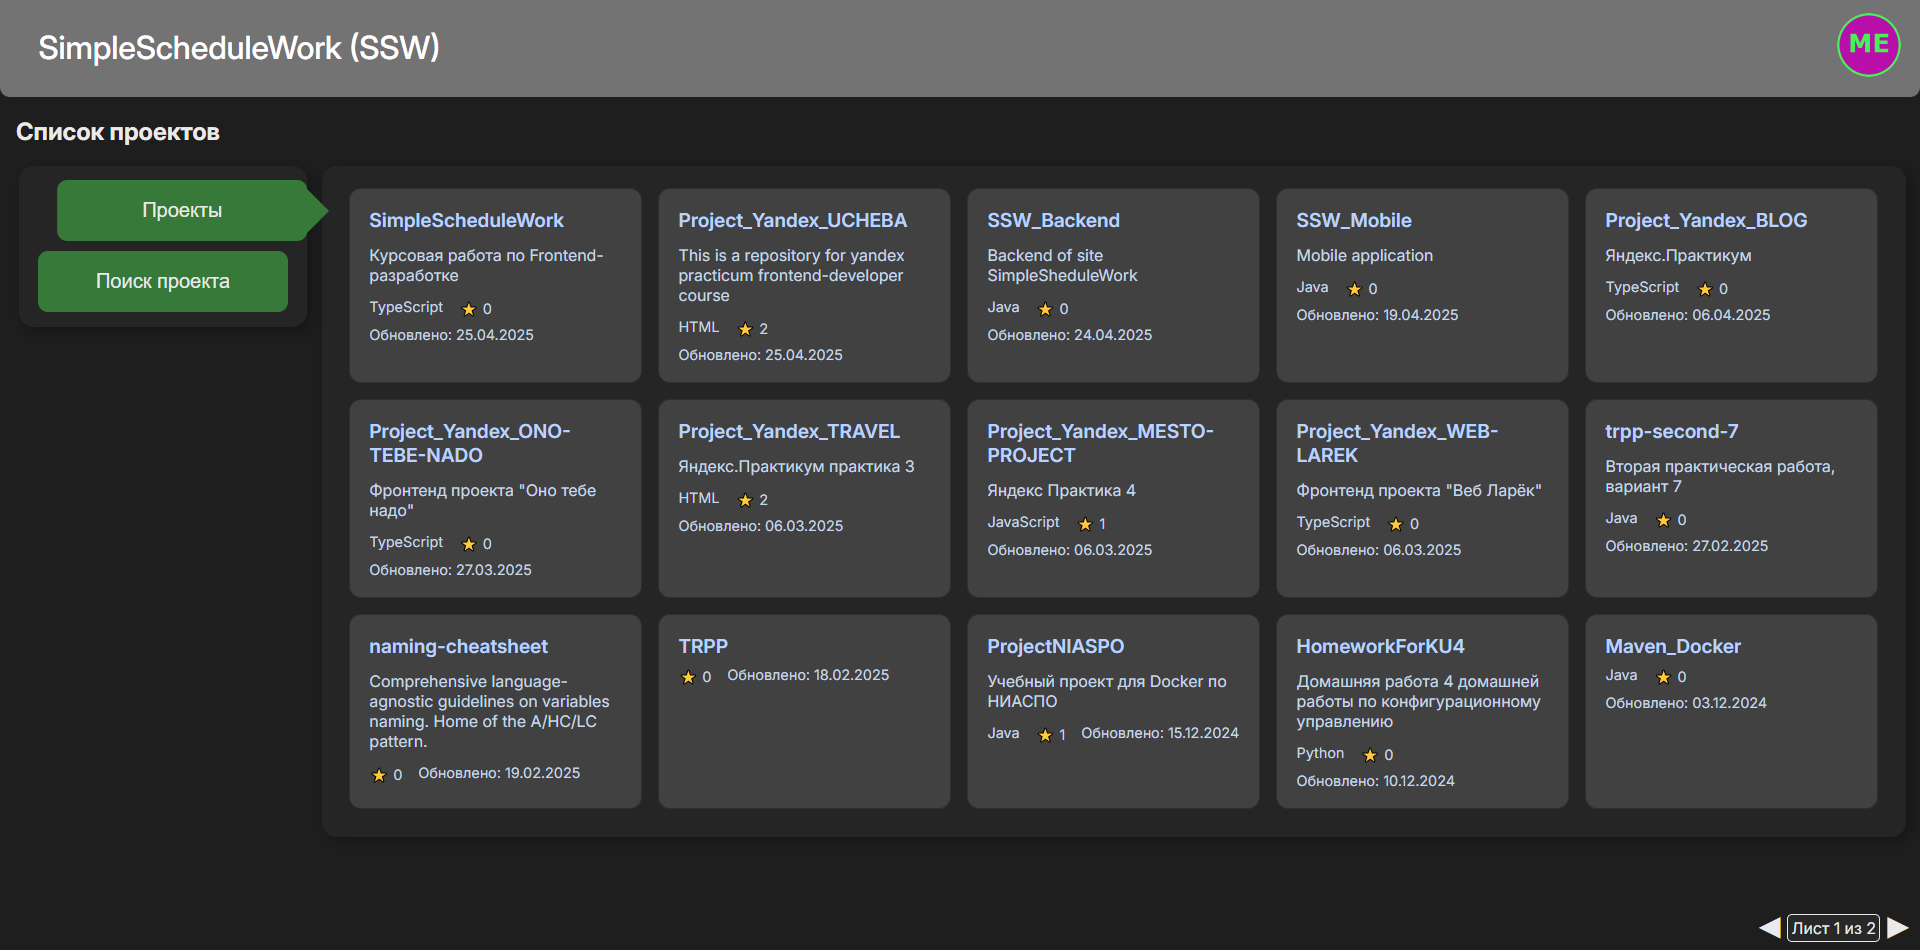 SimpleScheduleWork (SSW)
ME
Список проектов
Проекты
Поиск проекта
SimpleScheduleWork
Курсовая работа по Frontend-
разработке
TypeScript 0
Обновлено: 25.04.2025
Project_Yandex_UCHEBA
This is a repository for yandex
practicum frontend-developer
course
HTML 2
Обновлено: 25.04.2025
SSW_Backend
Backend of site
SimpleSheduleWork
Java 0
Обновлено: 24.04.2025
SSW_Mobile
Mobile application
Java 0
Обновлено: 19.04.2025
Project_Yandex_BLOG
Яндекс.Практикум
TypeScript 0
Обновлено: 06.04.2025
Project_Yandex_ONO-
TEBE-NADO
Фронтенд проекта "Оно тебе
надо"
TypeScript 0
Обновлено: 27.03.2025
Project_Yandex_TRAVEL
Яндекс.Практикум практика 3
HTML 2
Обновлено: 06.03.2025
Project_Yandex_MESTO-
PROJECT
Яндекс Практика 4
JavaScript 1
Обновлено: 06.03.2025
Project_Yandex_WEB-
LAREK
Фронтенд проекта "Веб Ларёк"
TypeScript 0
Обновлено: 06.03.2025
trpp-second-7
Вторая практическая работа,
вариант 7
Java 0
Обновлено: 27.02.2025
naming-cheatsheet
Comprehensive language-
agnostic guidelines on variables
naming. Home of the A/HC/LC
pattern.
0 Обновлено: 19.02.2025
TRPP
0 Обновлено: 18.02.2025
ProjectNIASPO
Учебный проект для Docker по
НИАСПО
Java 1 Обновлено: 15.12.2024
HomeworkForKU4
Домашняя работа 4 домашней
работы по конфигурационному
управлению
Python 0
Обновлено: 10.12.2024
Maven_Docker
Java 0
Обновлено: 03.12.2024
Лист 1 из 2